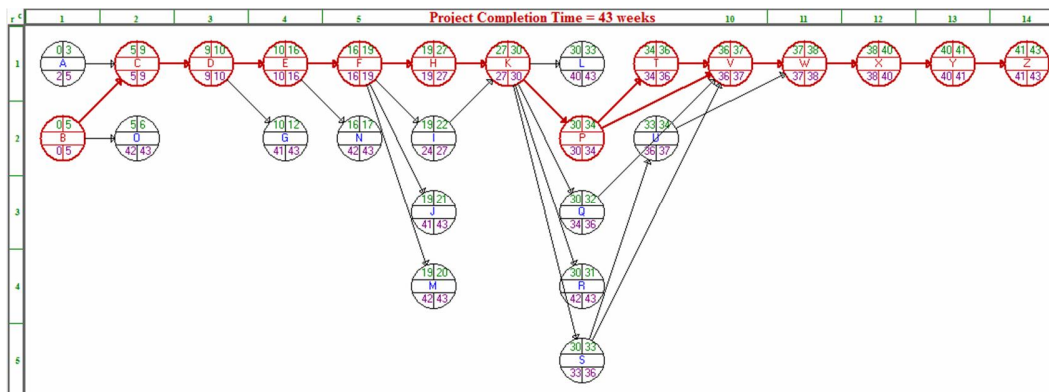 Project Completion Time = 43 weeks
r c 1 2 3 4 5 10 11 12 13 14
1
0 3 5 9 9 10 10 16 16 19 19 27 27 30 30 33 34 36 36 37 37 38 38 40 40 41 41 43
A C D E F H K L T V W X Y Z
2 5 5 9 9 10 10 16 16 19 19 27 27 30 40 43 34 36 36 37 37 38 38 40 40 41 41 43
2
0 5 5 6 10 12 16 17 19 22 30 34 33 34
B O G N I P U
0 5 42 43 41 43 42 43 24 27 30 34 36 37
3
19 21 30 32
J Q
41 43 34 36
4
19 20 30 31
M R
42 43 42 43
5
30 33
S
33 36